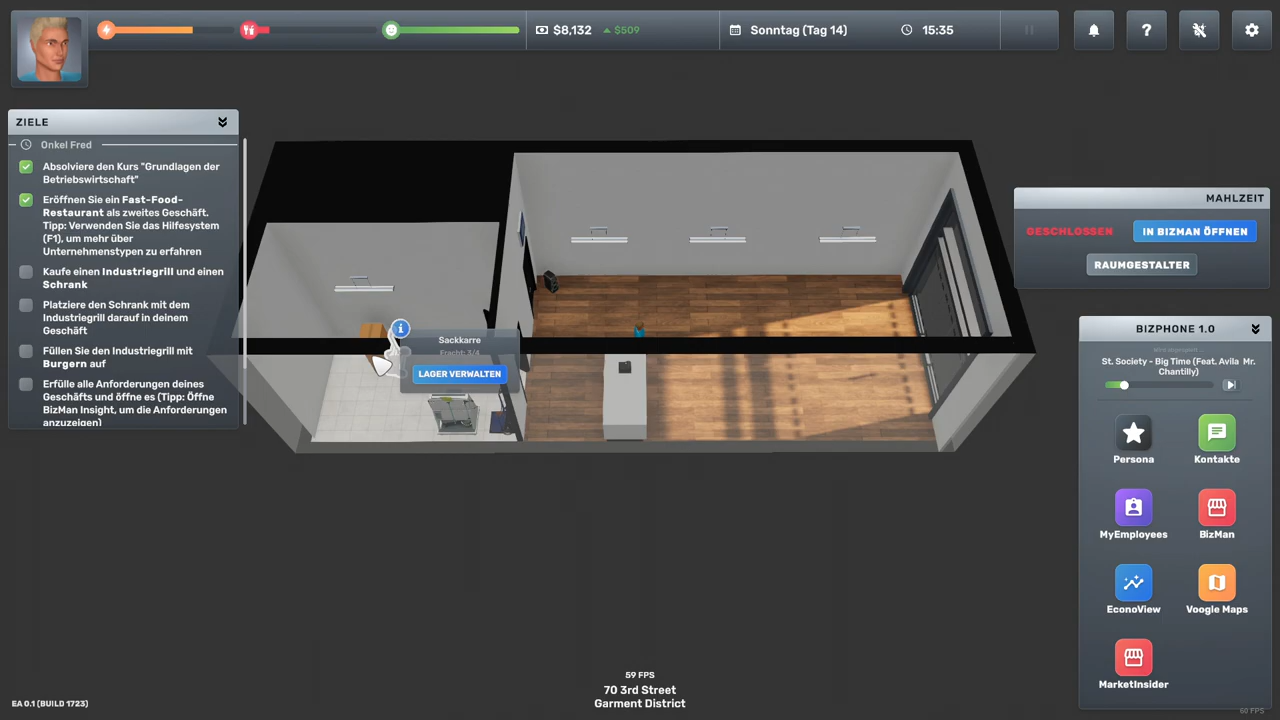 $8,132
$509
Sonntag (Tag 14)
15:35
ZIELE
Onkel Fred
Absolviere den Kurs "Grundlagen der
Betriebswirtschaft"
Eröffnen Sie ein Fast-Food-
Restaurant als zweites Geschäft.
Tipp: Verwenden Sie das Hilfesystem
(F1), um mehr über
Unternehmenstypen zu erfahren
Kaufe einen Industriegrill und einen
Schrank
Platziere den Schrank mit dem
Industriegrill darauf in deinem
Geschäft
Füllen Sie den Industriegrill mit
Burgern auf
Erfülle alle Anforderungen deines
Geschäfts und öffne es (Tipp: Öffne
BizMan Insight, um die Anforderungen
anzuzeigen)
Sackkarre
Fracht: 3/4
LAGER VERWALTEN
MAHLZEIT
GESCHLOSSEN
IN BIZMAN ÖFFNEN
RAUMGESTALTER
BIZPHONE 1.0
St. Society - Big Time (Feat. Avila Mr.
Chantilly)
Persona
Kontakte
MyEmployees
BizMan
EconoView
Voogle Maps
MarketInsider
59 FPS
70 3rd Street
Garment District
EA 0.1 (BUILD 1723)
60 FPS